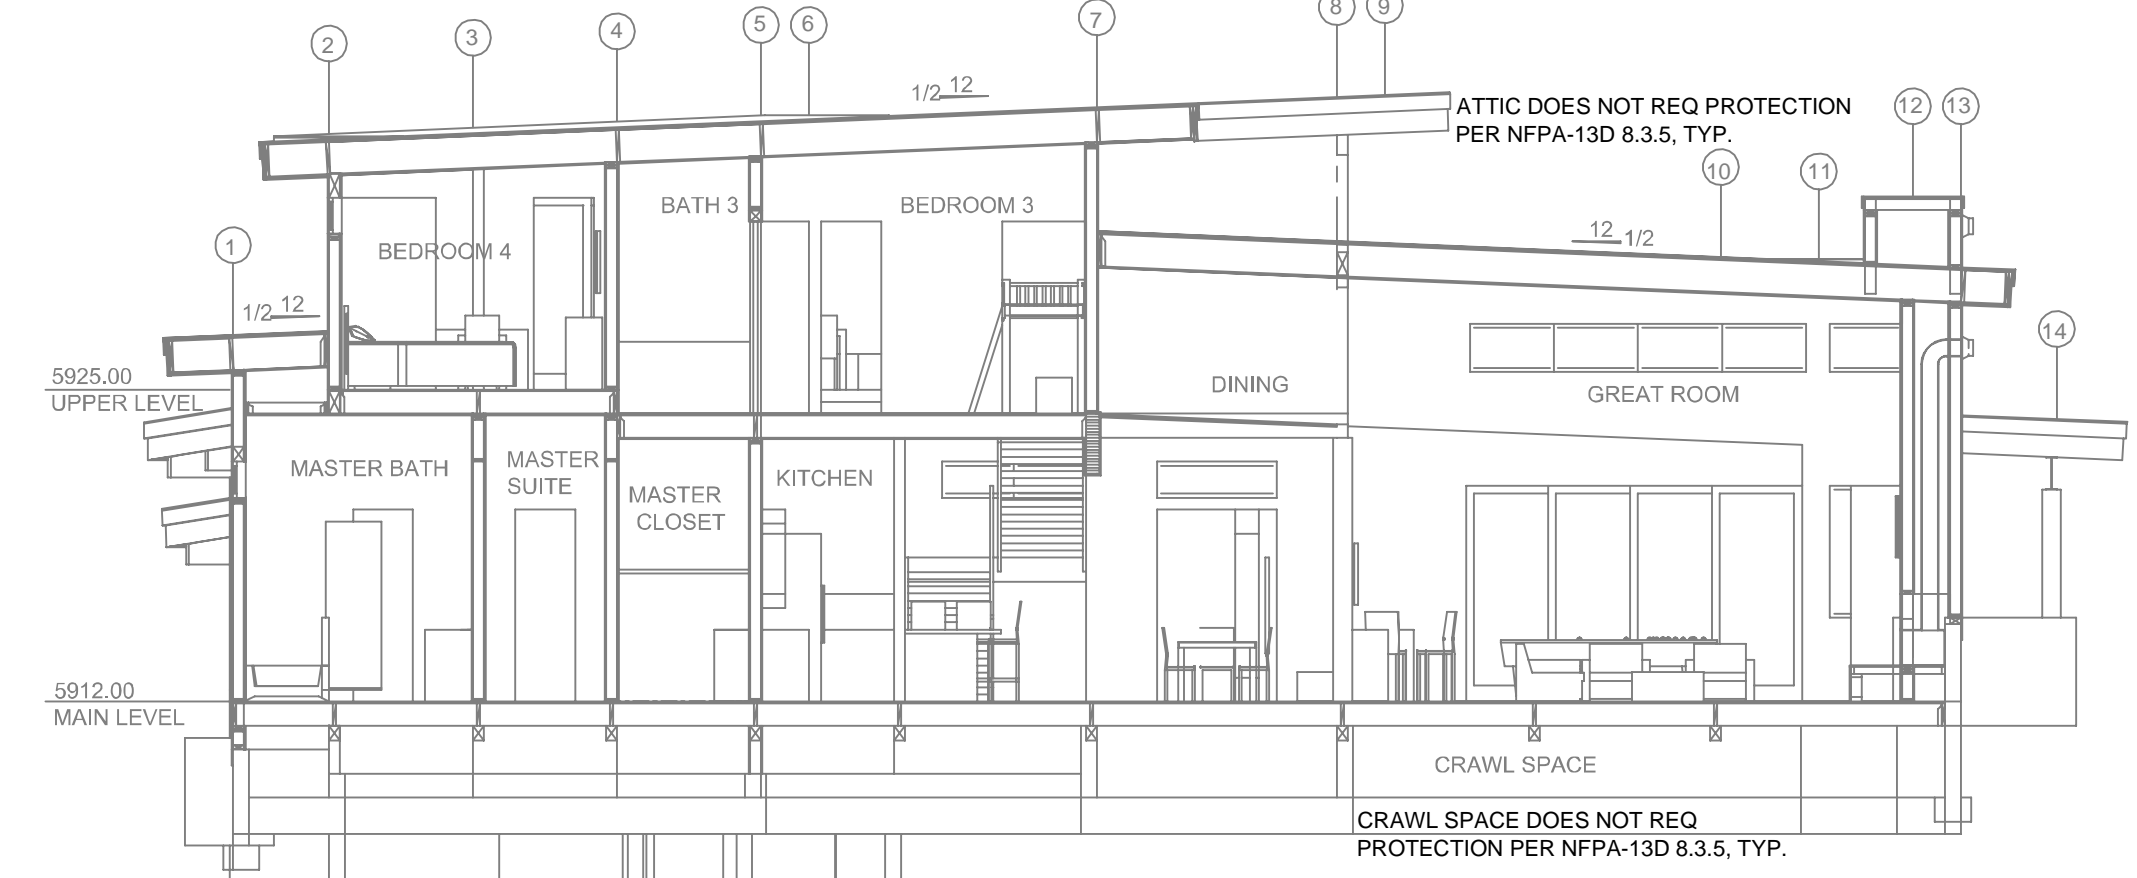 8
9
5
6
7
2
3
4
1/2 12
ATTIC DOES NOT REQ PROTECTION
PER NFPA-13D 8.3.5, TYP.
12
13
10
11
BATH 3
BEDROOM 3
12 1/2
1
BEDROOM 4
1/2 12
14
5925.00
UPPER LEVEL
DINING
GREAT ROOM
MASTER BATH
MASTER
SUITE
KITCHEN
MASTER
CLOSET
5912.00
MAIN LEVEL
CRAWL SPACE
CRAWL SPACE DOES NOT REQ
PROTECTION PER NFPA-13D 8.3.5, TYP.